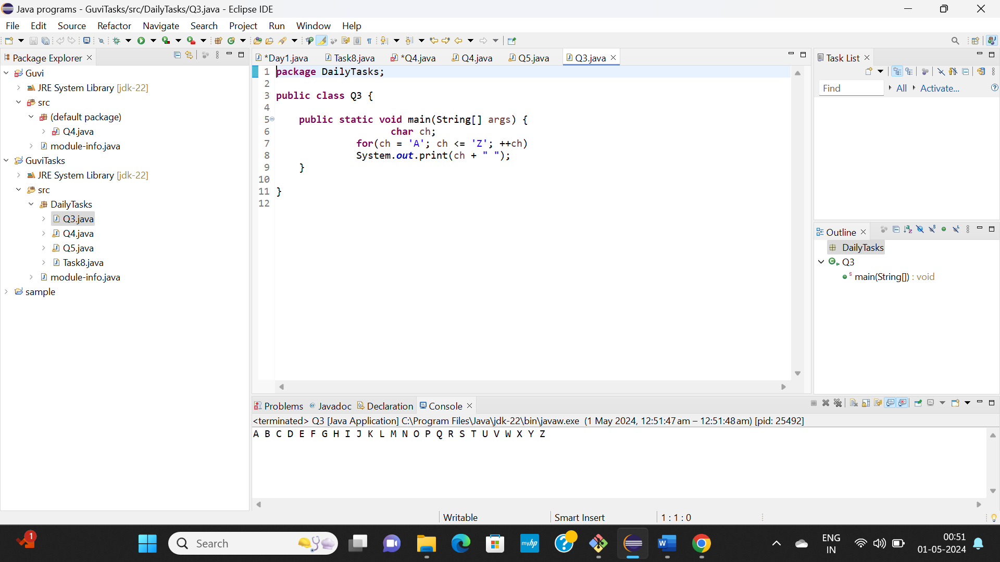 Java programs - GuviTasks/src/DailyTasks/Q3.java - Eclipse IDE
File Edit Source Refactor Navigate Search Project Run Window Help
Package Explorer
Guvi
JRE System Library [jdk-22]
src
(default package)
Q4.java
module-info.java
GuviTasks
JRE System Library [jdk-22]
src
DailyTasks
Q3.java
Q4.java
Q5.java
Task8.java
module-info.java
sample
*Day1.java Task8.java *Q4.java Q4.java Q5.java Q3.java
1 package DailyTasks;
2
3 public class Q3 {
4
5 public static void main(String[] args) {
6 char ch;
7 for(ch = 'A'; ch <= 'Z'; ++ch)
8 System.out.print(ch + " ");
9 }
10
11 }
12
Task List
Find All Activate...
Outline
DailyTasks
Q3
main(String[]) : void
Problems Javadoc Declaration Console
<terminated> Q3 [Java Application] C:\Program Files\Java\jdk-22\bin\javaw.exe (1 May 2024, 12:51:47 am – 12:51:48 am) [pid: 25492]
A B C D E F G H I J K L M N O P Q R S T U V W X Y Z
Writable Smart Insert 1 : 1 : 0
1
Search
myhp
ENG
IN
00:51
01-05-2024